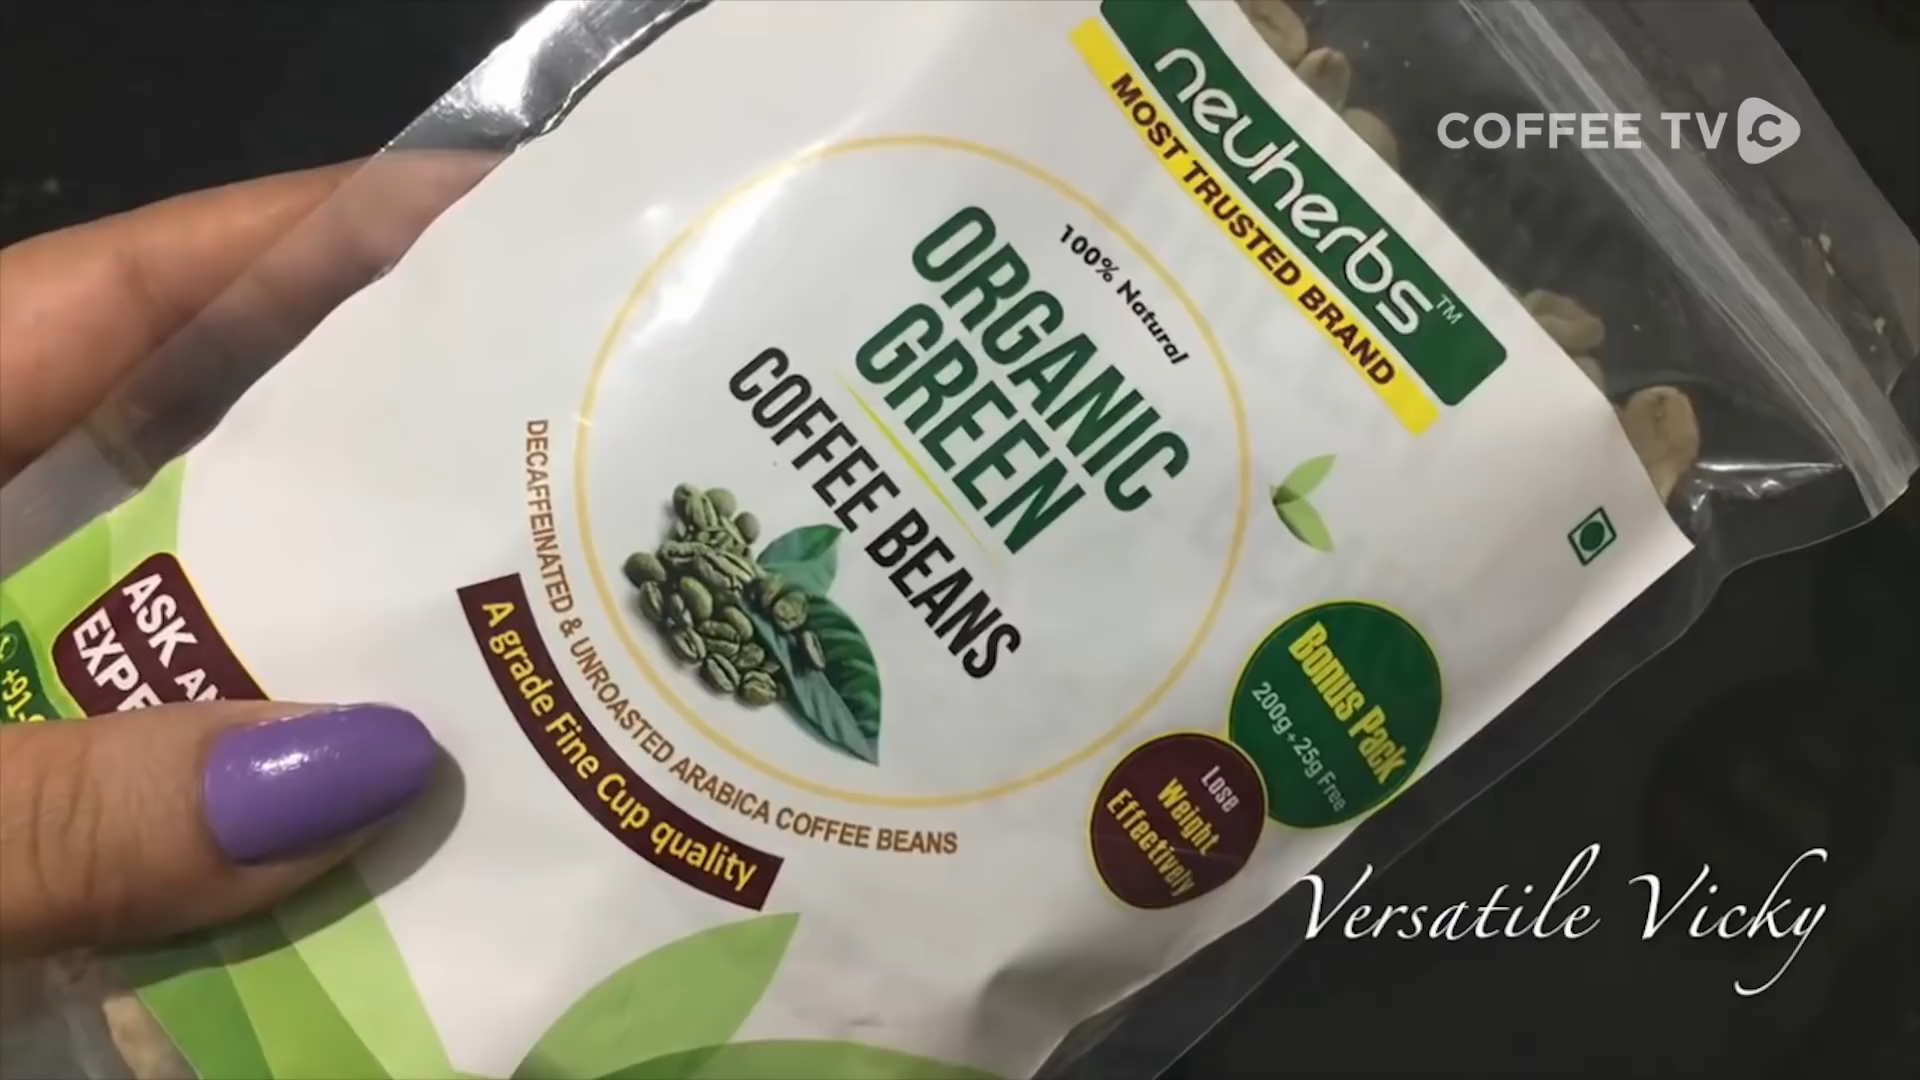 COFFEE TV
neuherbs™
MOST TRUSTED BRAND
100% Natural
ORGANIC
GREEN
COFFEE BEANS
DECAFFEINATED & UNROASTED ARABICA COFFEE BEANS
A grade Fine Cup quality
Bonus Pack
200g+25g Free
Lose
Weight
Effectively
ASK
+91-
Versatile Vicky